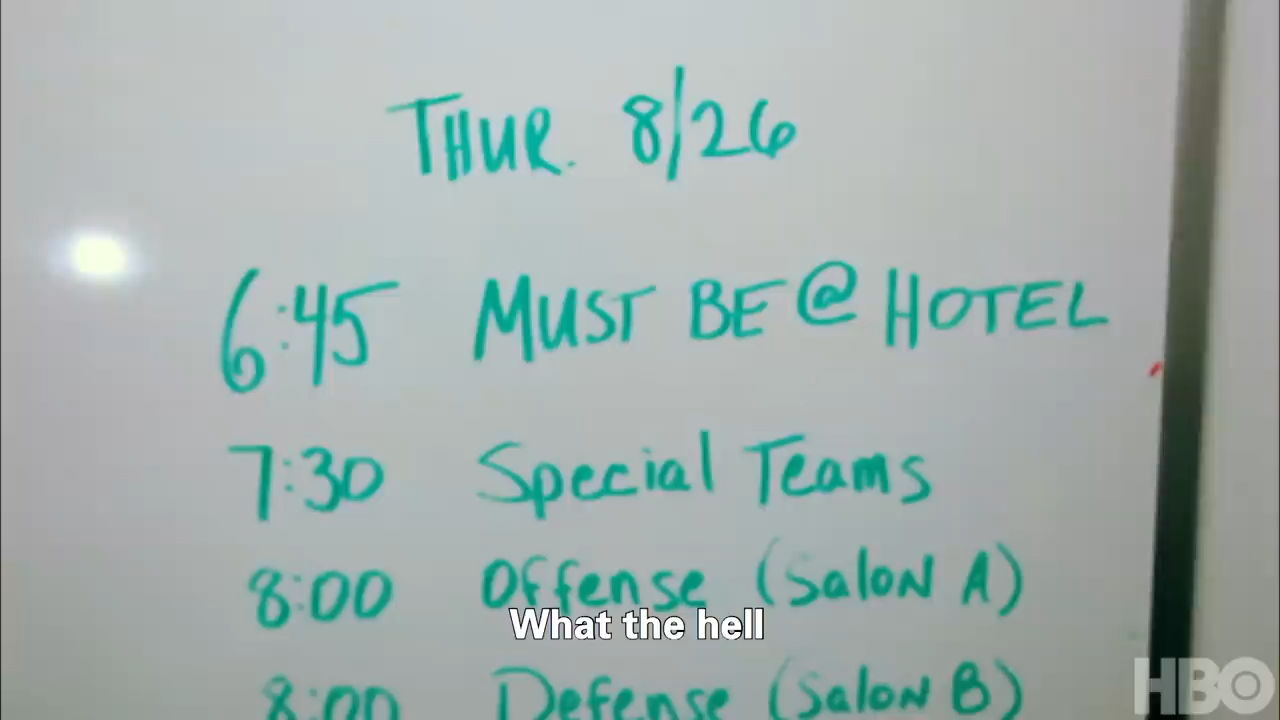 THUR. 8/26
6:45 MUST BE @ HOTEL
7:30 Special Teams
8:00 Offense (Salon A)
What the hell
8:00 Defense (Salon B)
HBO